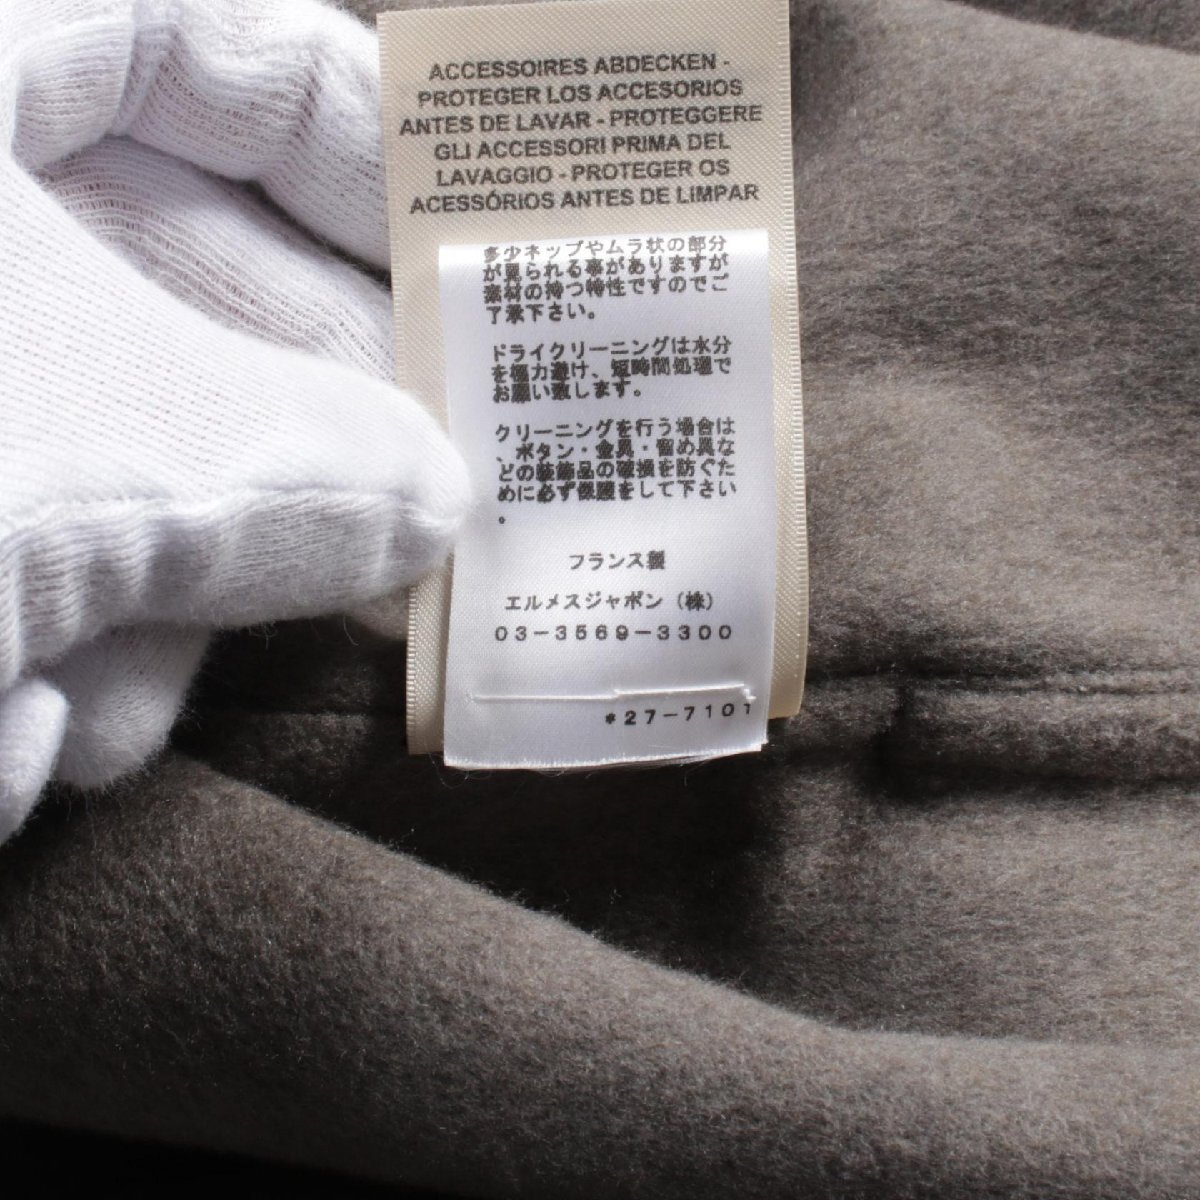 ACCESSOIRES ABDECKEN -
PROTEGER LOS ACCESORIOS
ANTES DE LAVAR - PROTEGGERE
GLI ACCESSORI PRIMA DEL
LAVAGGIO - PROTEGER OS
ACESSÓRIOS ANTES DE LIMPAR
多少ネップやムラ状の部分
が見られる事がありますが
素材の持つ特性ですのでご
了承下さい。
ドライクリーニングは水分
を極力避け、短時間処理で
お願い致します。
クリーニングを行う場合は
、ボタン・金具・留め具な
どの装飾品の破損を防ぐた
めに必ず保護をして下さい
。
フランス製
エルメスジャポン（株）
03-3569-3300
*27-7101